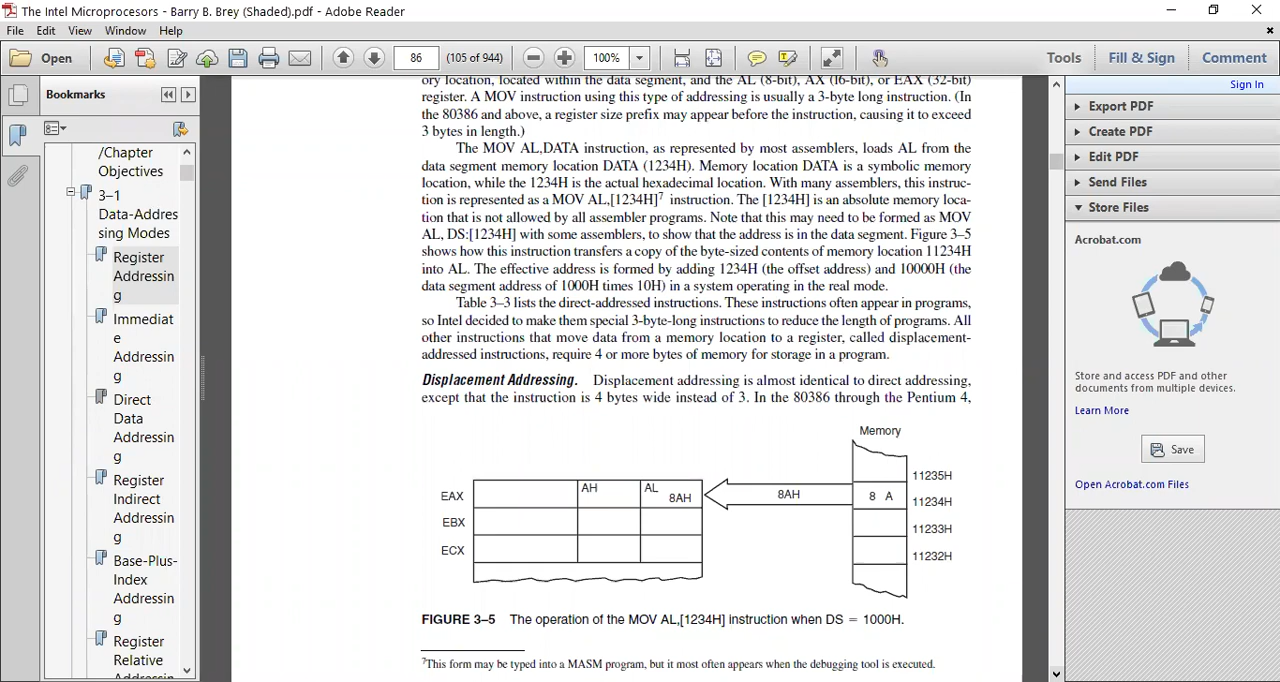 The Intel Microprocesors - Barry B. Brey (Shaded).pdf - Adobe Reader
File Edit View Window Help
Open 86 (105 of 944) 100% Tools Fill & Sign Comment
Bookmarks
/Chapter
Objectives
3–1
Data-Addres
sing Modes
Register
Addressin
g
Immediat
e
Addressin
g
Direct
Data
Addressin
g
Register
Indirect
Addressin
g
Base-Plus-
Index
Addressin
g
Register
Relative
ory location, located within the data segment, and the AL (8-bit), AX (l6-bit), or EAX (32-bit)
register. A MOV instruction using this type of addressing is usually a 3-byte long instruction. (In
the 80386 and above, a register size prefix may appear before the instruction, causing it to exceed
3 bytes in length.)
The MOV AL,DATA instruction, as represented by most assemblers, loads AL from the
data segment memory location DATA (1234H). Memory location DATA is a symbolic memory
location, while the 1234H is the actual hexadecimal location. With many assemblers, this instruc-
tion is represented as a MOV AL,[1234H]7 instruction. The [1234H] is an absolute memory loca-
tion that is not allowed by all assembler programs. Note that this may need to be formed as MOV
AL, DS:[1234H] with some assemblers, to show that the address is in the data segment. Figure 3–5
shows how this instruction transfers a copy of the byte-sized contents of memory location 11234H
into AL. The effective address is formed by adding 1234H (the offset address) and 10000H (the
data segment address of 1000H times 10H) in a system operating in the real mode.
Table 3–3 lists the direct-addressed instructions. These instructions often appear in programs,
so Intel decided to make them special 3-byte-long instructions to reduce the length of programs. All
other instructions that move data from a memory location to a register, called displacement-
addressed instructions, require 4 or more bytes of memory for storage in a program.
Displacement Addressing. Displacement addressing is almost identical to direct addressing,
except that the instruction is 4 bytes wide instead of 3. In the 80386 through the Pentium 4,
Memory
11235H
AH AL
EAX 8AH 8AH 8 A 11234H
EBX 11233H
ECX 11232H
FIGURE 3–5 The operation of the MOV AL,[1234H] instruction when DS = 1000H.
7This form may be typed into a MASM program, but it most often appears when the debugging tool is executed.
Sign In
Export PDF
Create PDF
Edit PDF
Send Files
Store Files
Acrobat.com
Store and access PDF and other
documents from multiple devices.
Learn More
Save
Open Acrobat.com Files